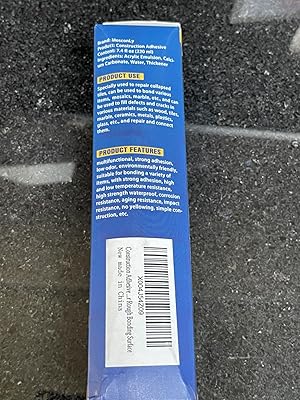 Brand: MosconLy
Product: Construction Adhesive
Content: 7.4 fl oz (220 ml)
Ingredients: Acrylic Emulsion, Calci-
um Carbonate, Water, Thickener
PRODUCT USE
Specially used to repair collapsed
tiles, can be used to bond various
items, mosaics, marble, etc., and can
be used to fill defects and cracks in
various materials such as wood, tiles,
marble, ceramics, metals, plastics,
glass, etc., and repair and connect
them.
PRODUCT FEATURES
Multifunctional, strong adhesion,
low odor, environmentally friendly,
suitable for bonding a variety of
items, with strong adhesion, high
and low temperature resistance,
high strength waterproof, corrosion
resistance, aging resistance, impact
resistance, no yellowing, simple con-
struction, etc.
X004J542O9
Construction Adhesive...r Rough Bonding Surface
New made in China